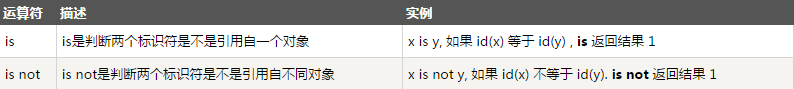 运算符 描述 实例
is is是判断两个标识符是不是引用自一个对象 x is y, 如果 id(x) 等于 id(y) , is 返回结果 1
is not is not是判断两个标识符是不是引用自不同对象 x is not y, 如果 id(x) 不等于 id(y). is not 返回结果 1